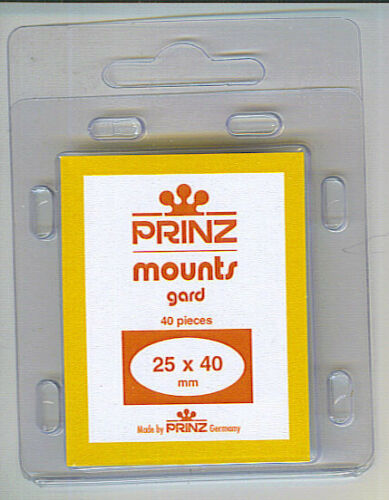 PRINZ
mounts
gard
40 pieces
25 x 40
mm
Made by PRINZ Germany